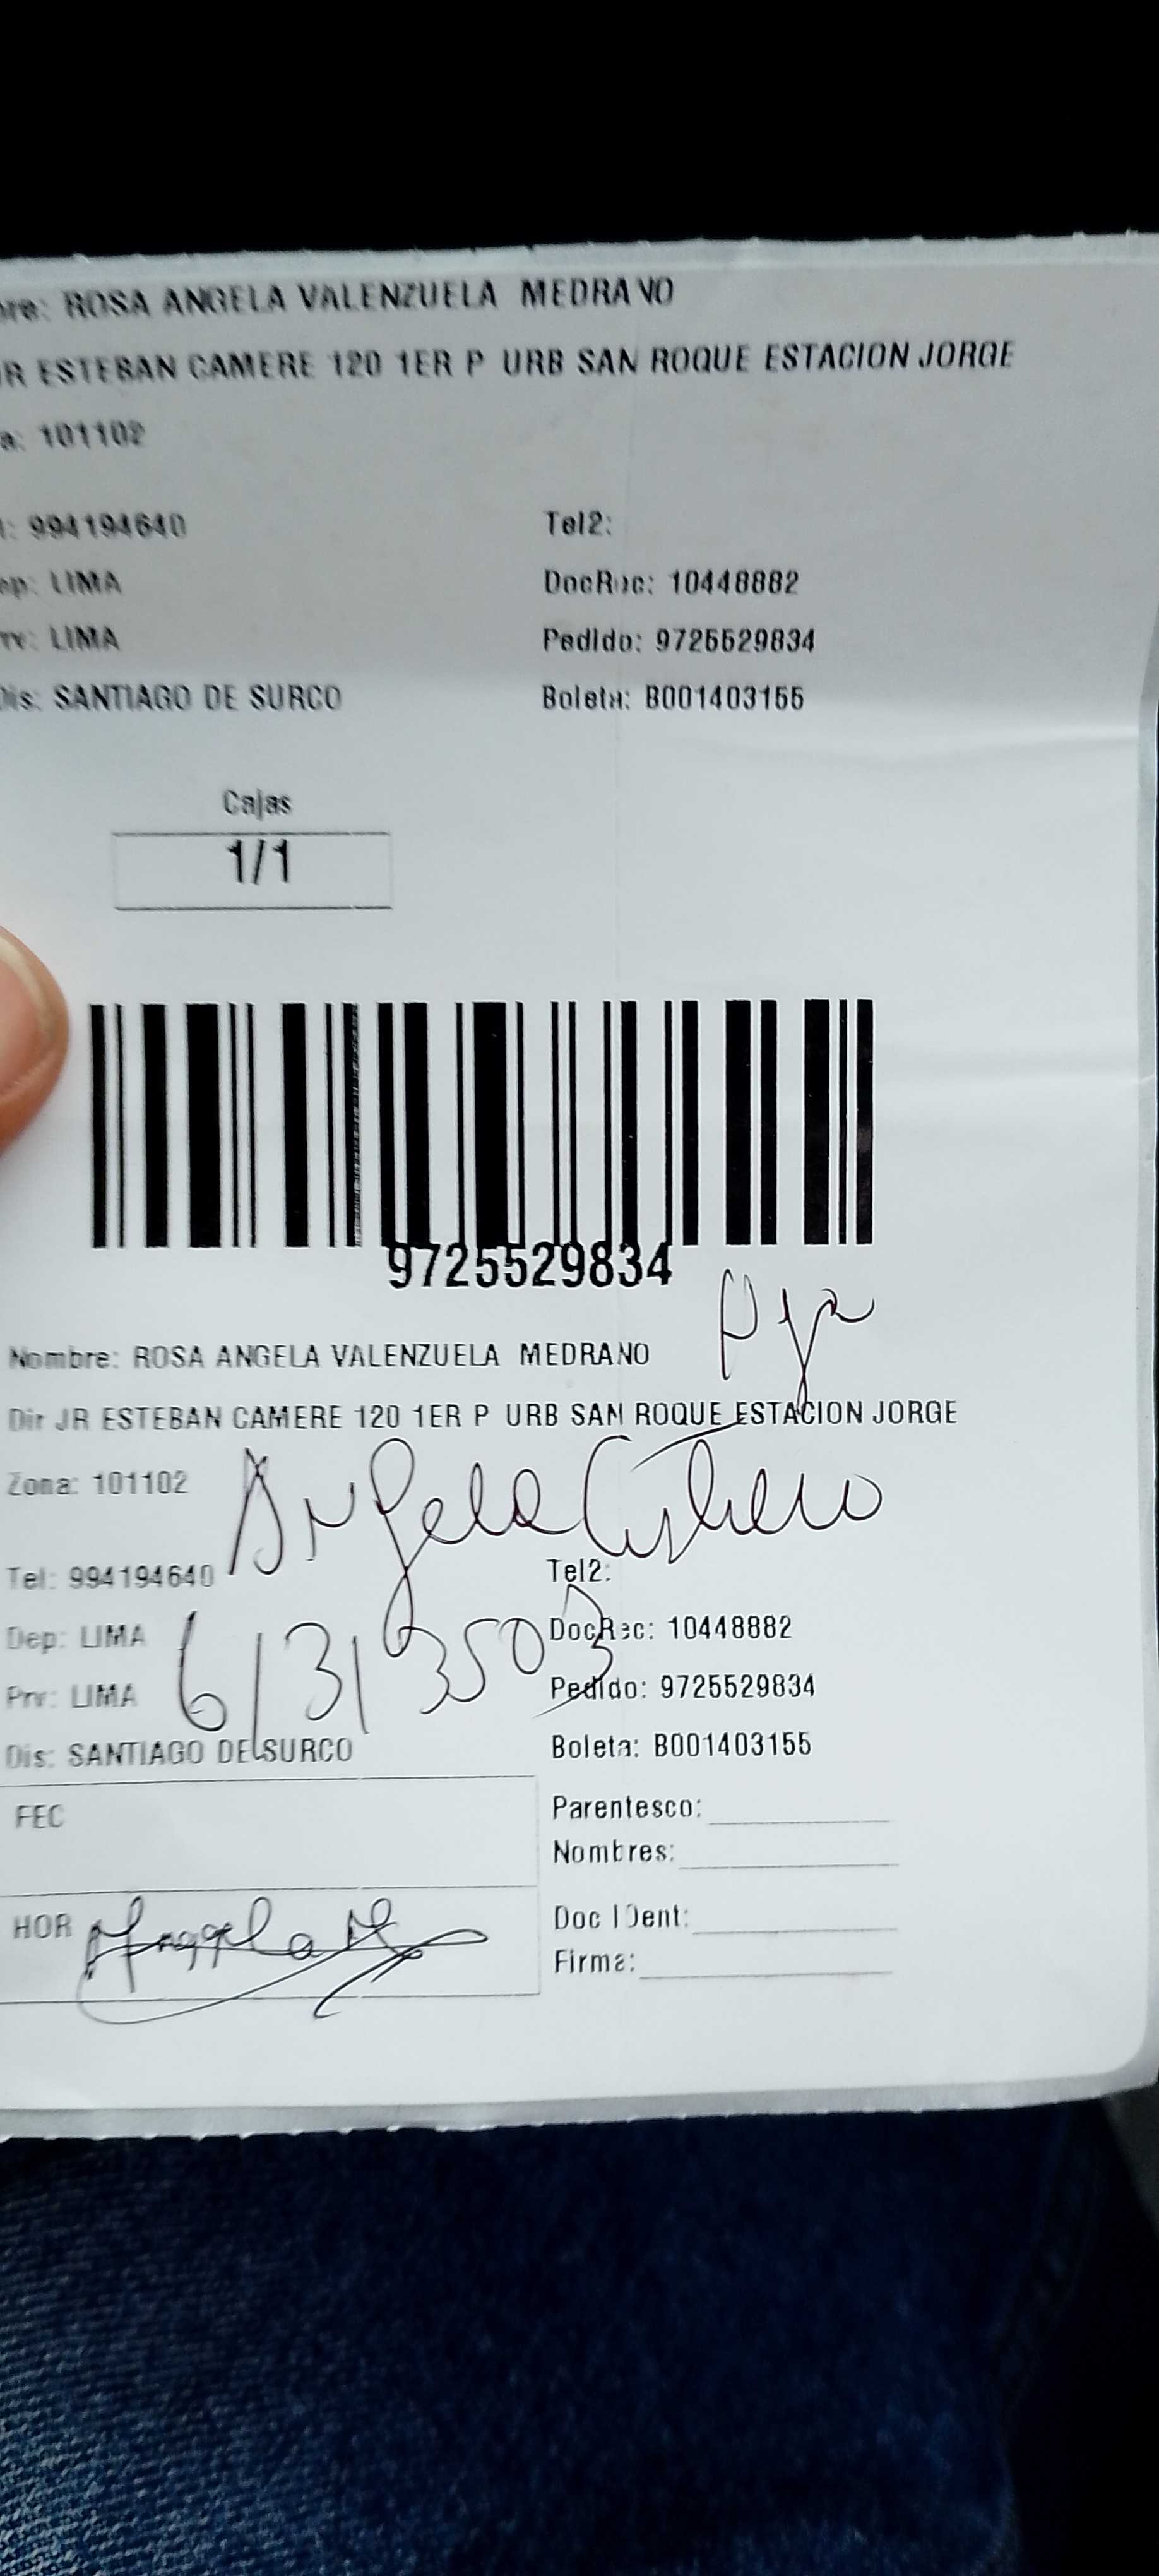 re: ROSA ANGELA VALENZUELA MEDRANO
R ESTEBAN CAMERE 120 1ER P URB SAN ROQUE ESTACION JORGE
a: 101102
: 994194640 Tel2:
ep: LIMA DocRec: 10448882
rv: LIMA Pedido: 9725529834
Dis: SANTIAGO DE SURCO Boleta: B001403155
Cajas
1/1
9725529834
Nombre: ROSA ANGELA VALENZUELA MEDRANO
Dir JR ESTEBAN CAMERE 120 1ER P URB SAN ROQUE ESTACION JORGE
Zona: 101102
Angela
Tel: 994194640 Tel2:
Dep: LIMA DocRec: 10448882
Prv: LIMA Pedido: 9725529834
Dis: SANTIAGO DE SURCO Boleta: B001403155
FEC Parentesco:
Nombres:
HOR Doc IDent:
Firma: